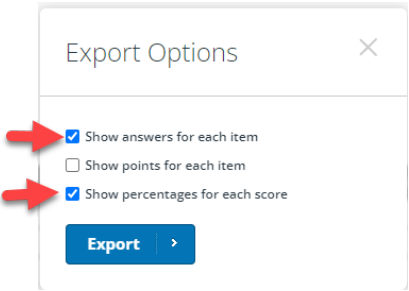 Export Options
Show answers for each item
Show points for each item
Show percentages for each score
Export